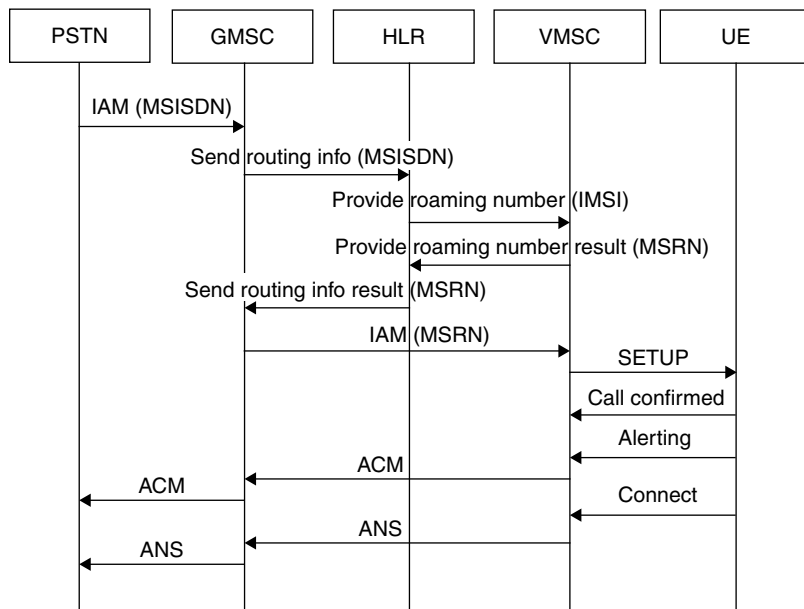 PSTN
GMSC
HLR
VMSC
UE
IAM (MSISDN)
Send routing info (MSISDN)
Provide roaming number (IMSI)
Provide roaming number result (MSRN)
Send routing info result (MSRN)
IAM (MSRN)
SETUP
Call confirmed
Alerting
ACM
ACM
Connect
ANS
ANS